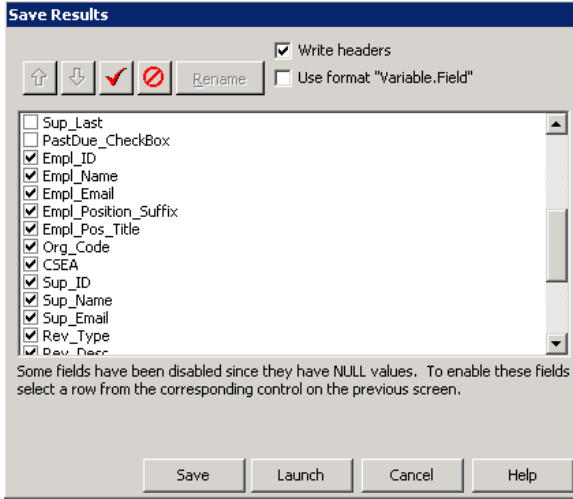 Save Results
Write headers
Rename
Use format "Variable.Field"
Sup_Last
PastDue_CheckBox
Empl_ID
Empl_Name
Empl_Email
Empl_Position_Suffix
Empl_Pos_Title
Org_Code
CSEA
Sup_ID
Sup_Name
Sup_Email
Rev_Type
Rev_Desc
Some fields have been disabled since they have NULL values. To enable these fields
select a row from the corresponding control on the previous screen.
Save Launch Cancel Help